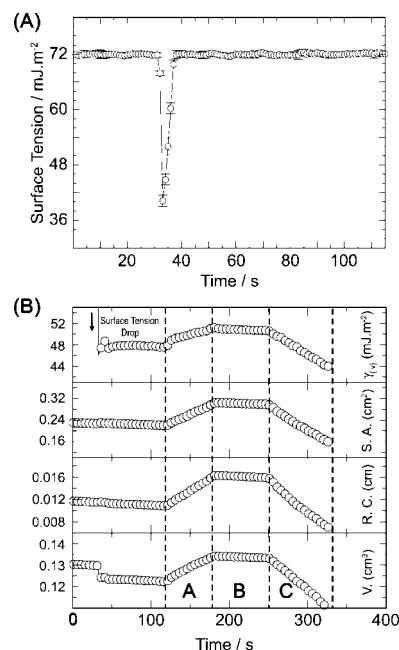 (A)
72
60
48
36
Surface Tension / mJ.m⁻²
20
40
60
80
100
Time / s
(B)
Surface Tension
Drop
52
48
44
γ₍ₗᵥ₎ (mJ.m⁻²)
0.32
0.24
0.16
S. A. (cm²)
0.016
0.012
0.008
R. C. (cm)
0.14
0.13
0.12
V. (cm³)
A
B
C
0
100
200
300
400
Time / s